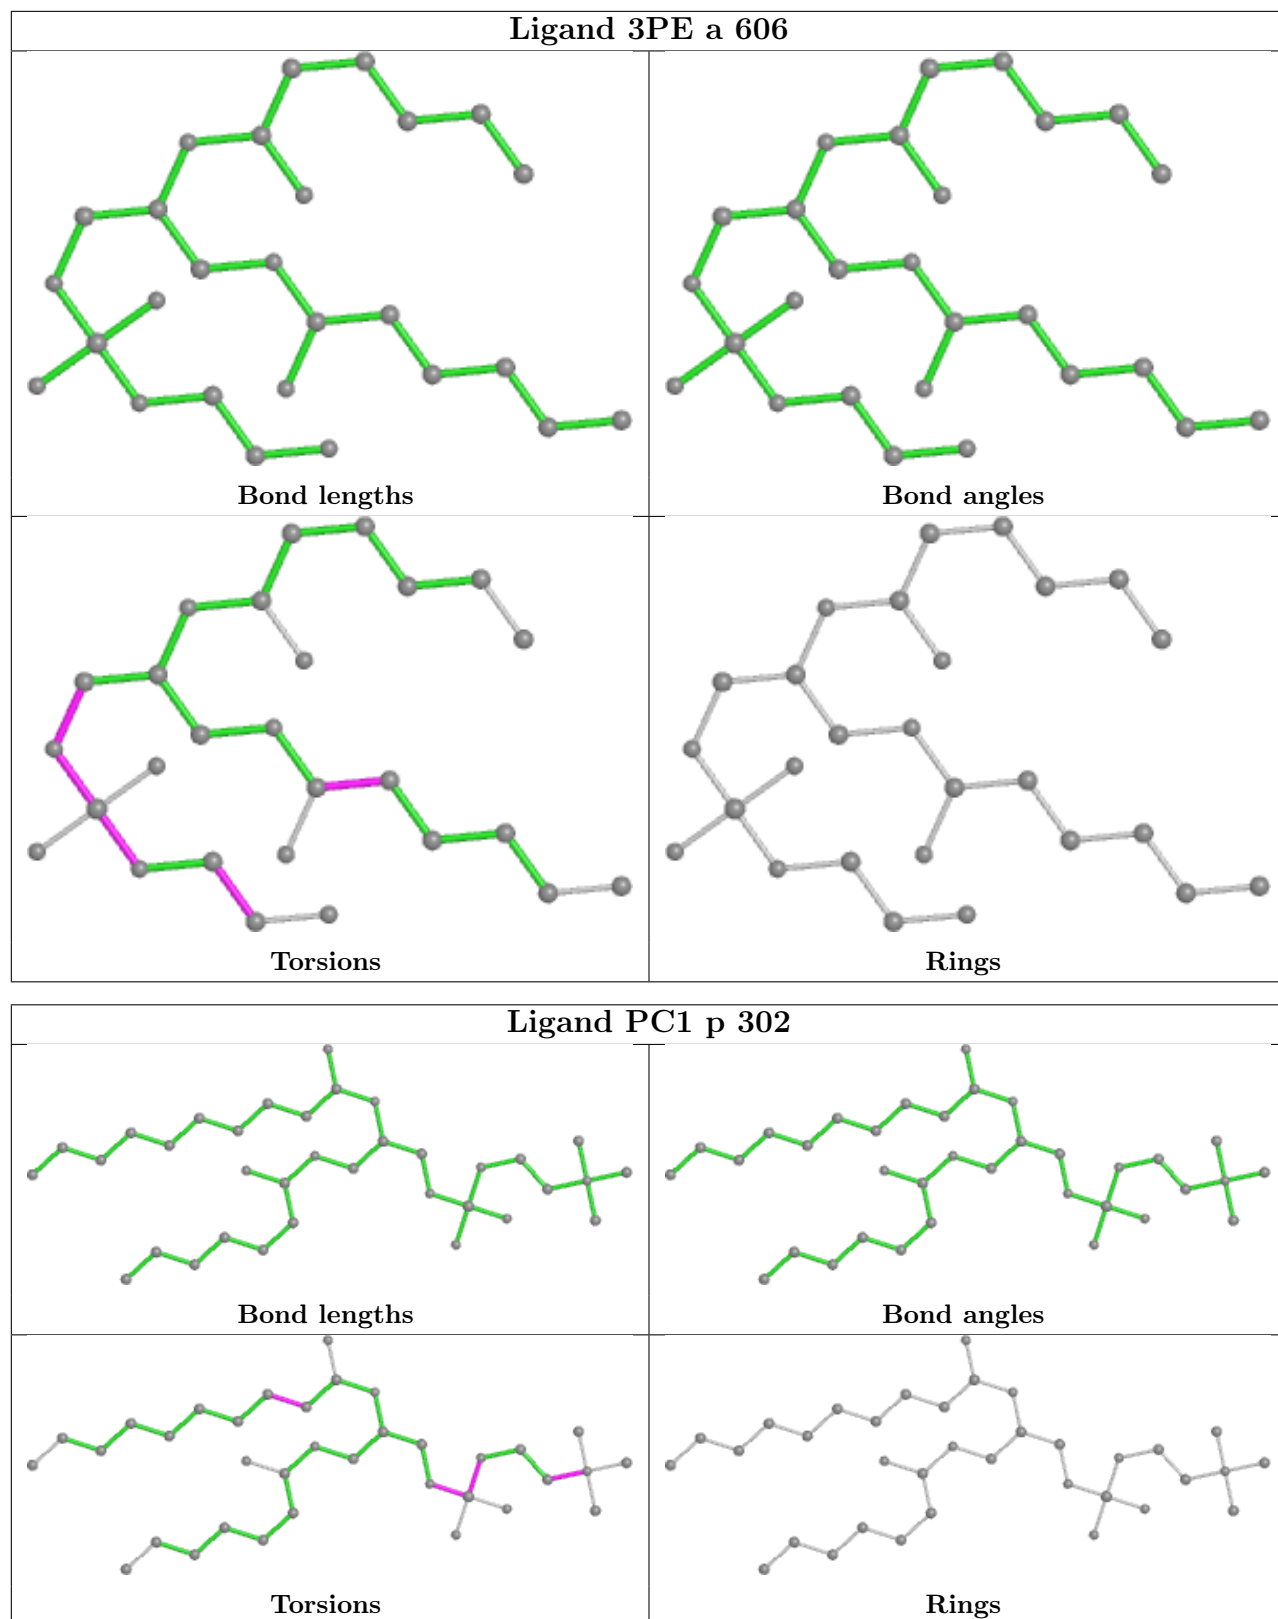 Ligand 3PE a 606
Bond lengths
Bond angles
Torsions
Rings
Ligand PC1 p 302
Bond lengths
Bond angles
Torsions
Rings